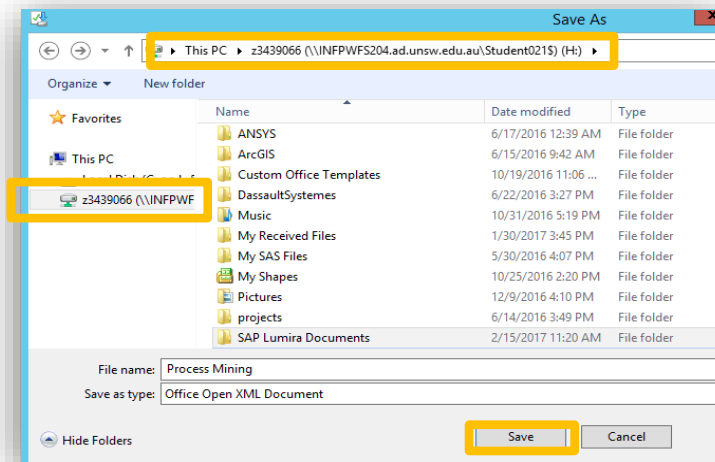 Save As
This PC z3439066 (\\INFPWFS204.ad.unsw.edu.au\Student021$) (H:)
Organize New folder
Name Date modified Type
Favorites
ANSYS 6/17/2016 12:39 AM File folder
ArcGIS 6/15/2016 9:42 AM File folder
This PC
Custom Office Templates 10/19/2016 11:06 ... File folder
Local Disk
z3439066 (\\INFPWF
DassaultSystemes 6/22/2016 3:27 PM File folder
Music 10/31/2016 5:19 PM File folder
My Received Files 1/30/2017 3:45 PM File folder
My SAS Files 5/30/2016 4:07 PM File folder
My Shapes 10/25/2016 2:20 PM File folder
Pictures 12/9/2016 4:10 PM File folder
projects 6/14/2016 3:49 PM File folder
SAP Lumira Documents 2/15/2017 11:20 AM File folder
File name: Process Mining
Save as type: Office Open XML Document
Hide Folders Save Cancel